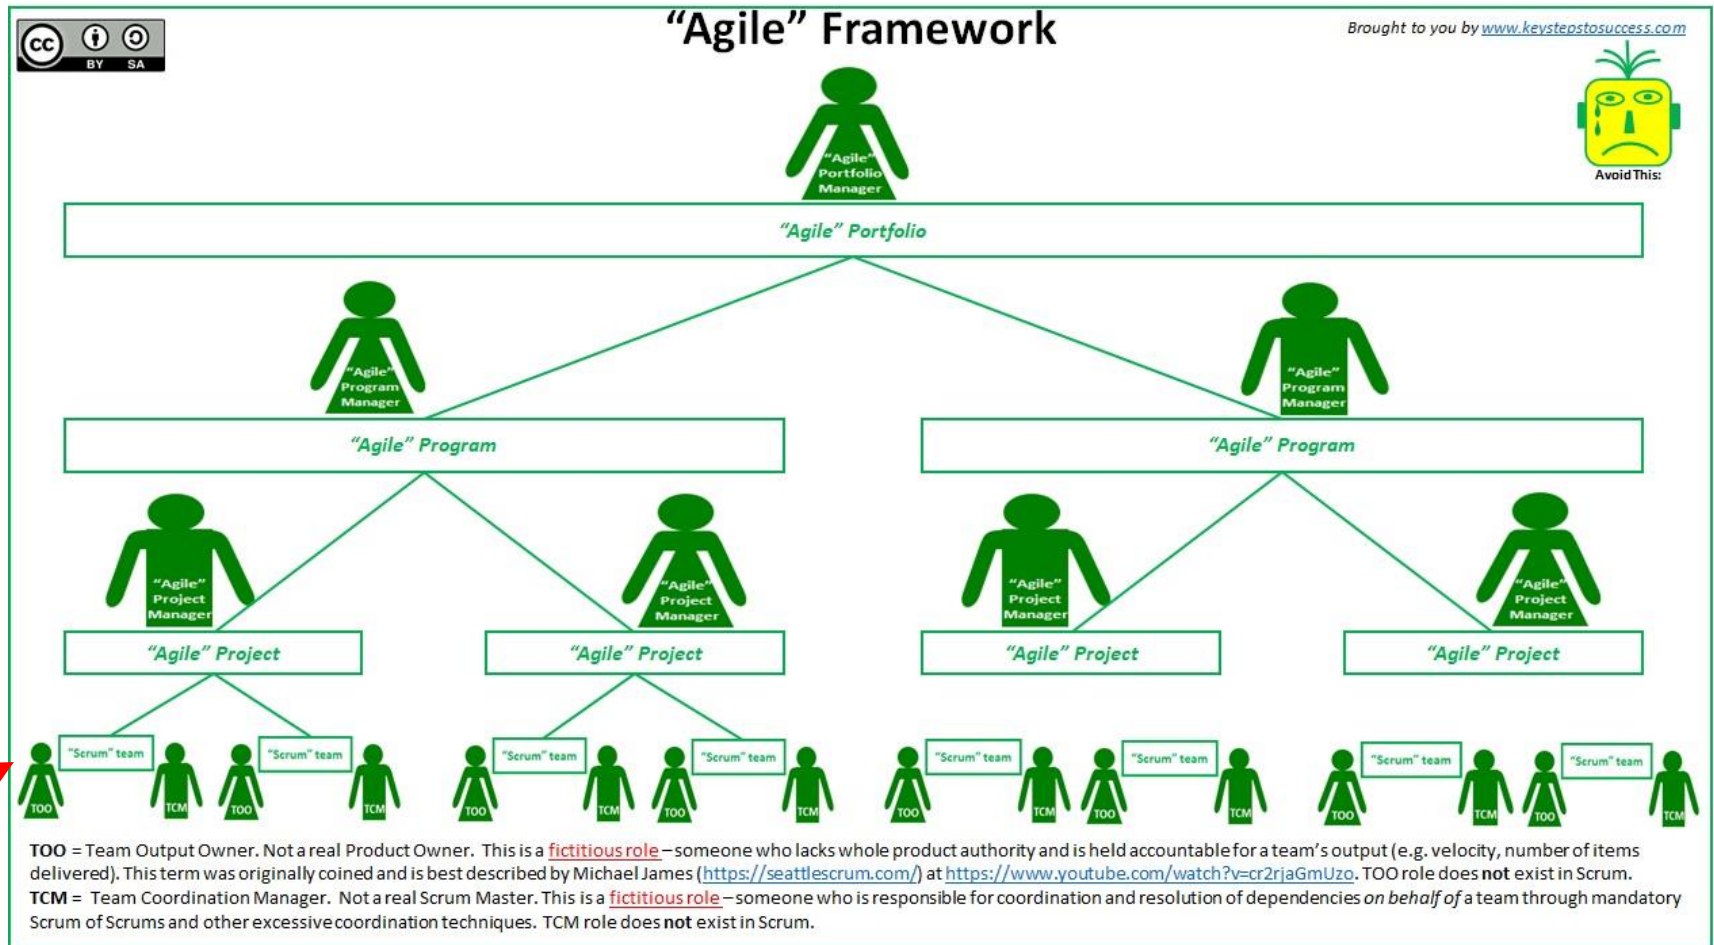 “Agile” Framework
Brought to you by www.keystepstosuccess.com
cc
BY SA
Avoid This:
“Agile”
Portfolio
Manager
“Agile” Portfolio
“Agile”
Program
Manager
“Agile”
Program
Manager
“Agile” Program
“Agile” Program
“Agile”
Project
Manager
“Agile”
Project
Manager
“Agile”
Project
Manager
“Agile”
Project
Manager
“Agile” Project
“Agile” Project
“Agile” Project
“Agile” Project
“Scrum” team
“Scrum” team
“Scrum” team
“Scrum” team
“Scrum” team
“Scrum” team
“Scrum” team
“Scrum” team
TOO
TCM
TOO
TCM
TOO
TCM
TOO
TCM
TOO
TCM
TOO
TCM
TOO
TCM
TOO
TCM
TOO = Team Output Owner. Not a real Product Owner. This is a fictitious role – someone who lacks whole product authority and is held accountable for a team’s output (e.g. velocity, number of items
delivered). This term was originally coined and is best described by Michael James (https://seattlescrum.com/) at https://www.youtube.com/watch?v=cr2rjaGmUzo. TOO role does not exist in Scrum.
TCM = Team Coordination Manager. Not a real Scrum Master. This is a fictitious role – someone who is responsible for coordination and resolution of dependencies on behalf of a team through mandatory
Scrum of Scrums and other excessive coordination techniques. TCM role does not exist in Scrum.